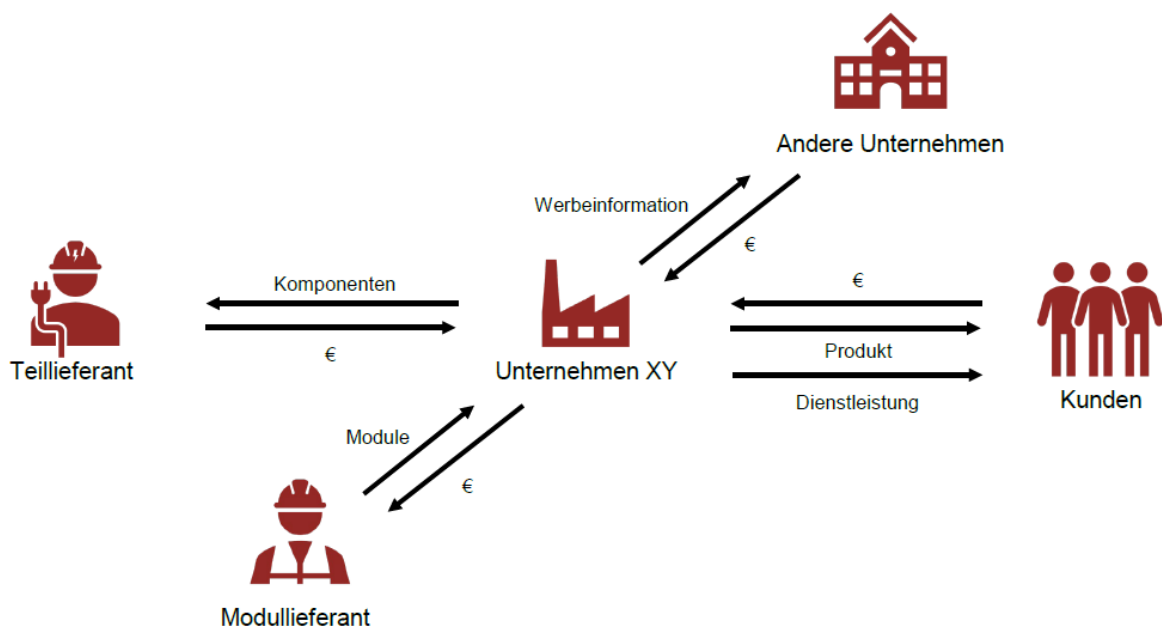 Andere Unternehmen
Werbeinformation
€
Komponenten
€
€
Teillieferant
Unternehmen XY
Produkt
Dienstleistung
Kunden
Module
€
Modullieferant